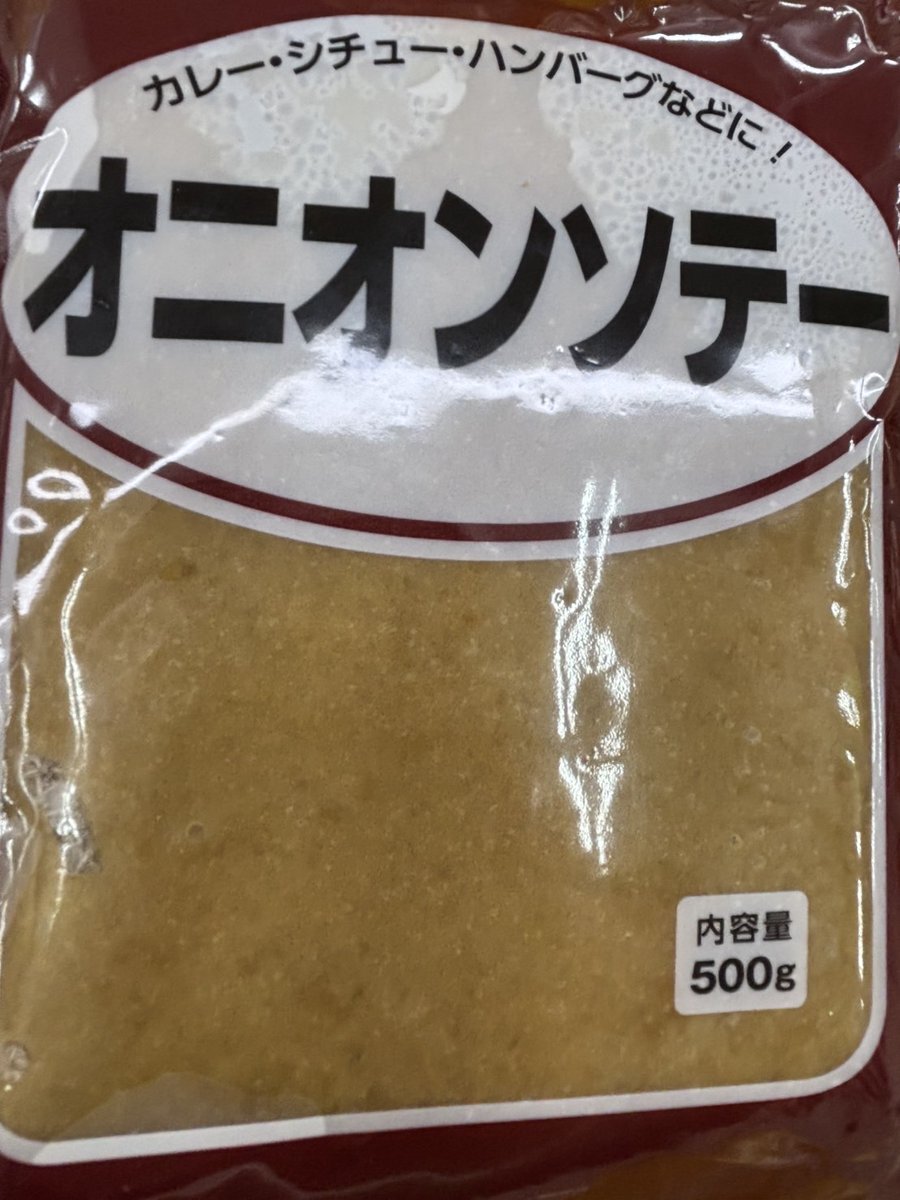 カレー・シチュー・ハンバーグなどに！
オニオンソテー
内容量
500g